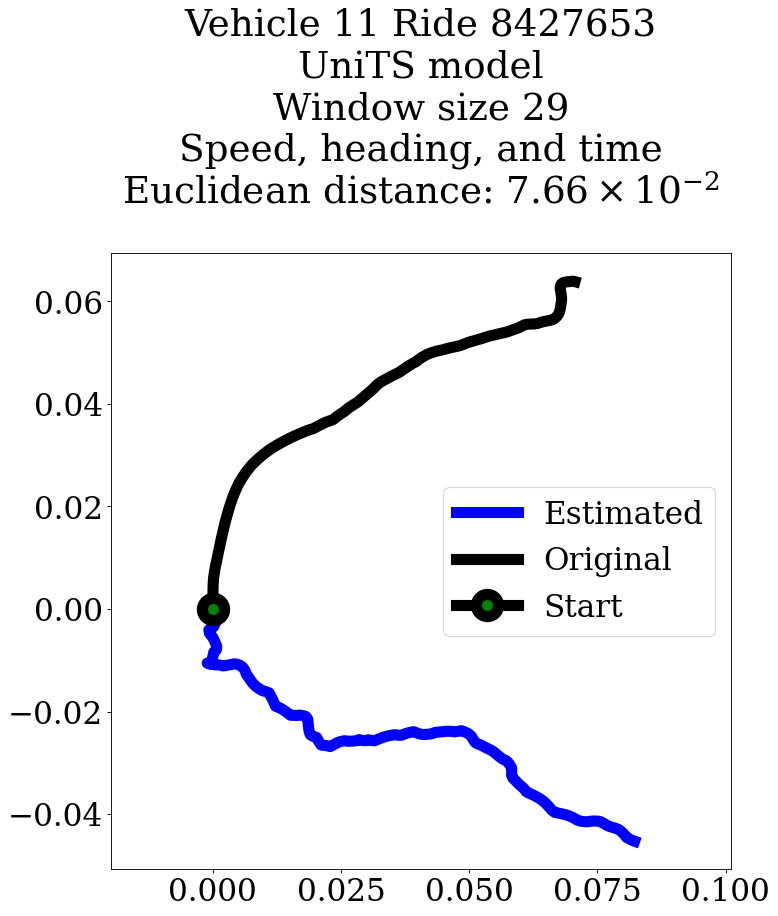 Vehicle 11 Ride 8427653
UniTS model
Window size 29
Speed, heading, and time
Euclidean distance: 7.66 × 10⁻²
0.06
0.04
0.02
0.00
−0.02
−0.04
Estimated
Original
Start
0.000 0.025 0.050 0.075 0.100